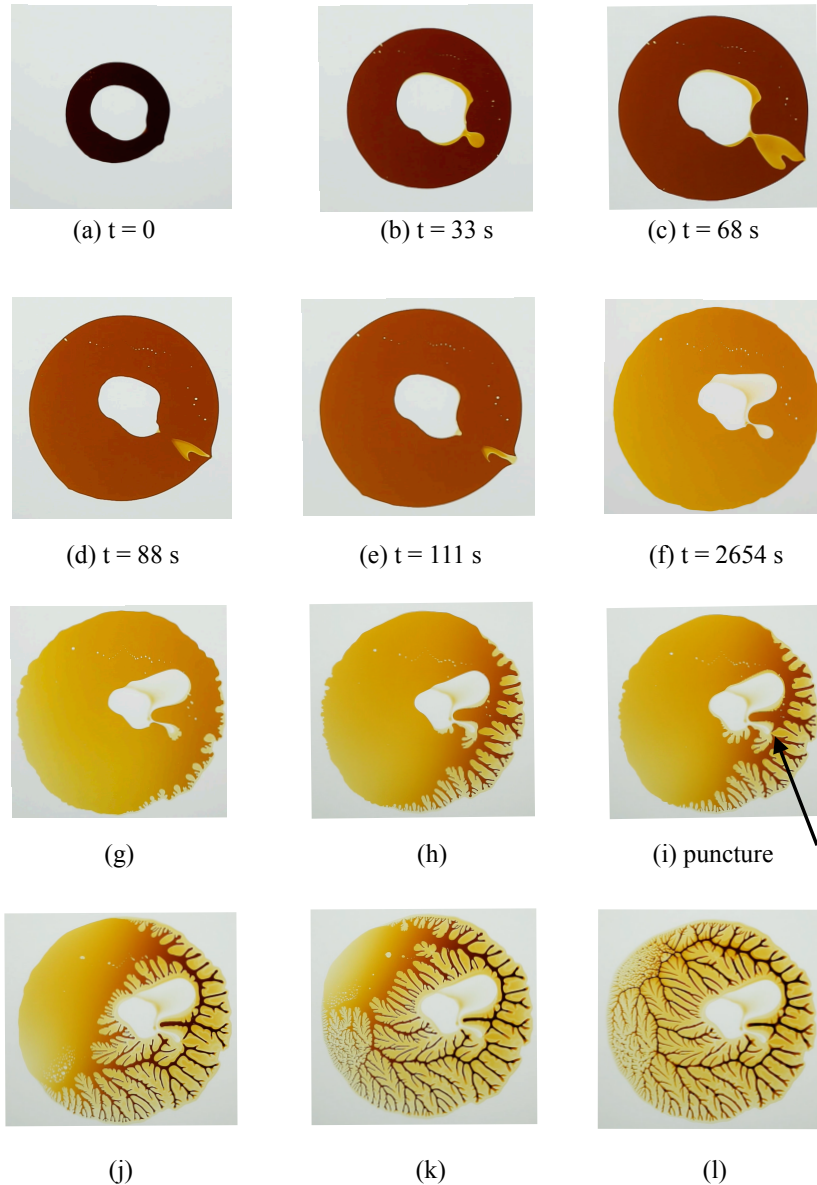 (a) t = 0
(b) t = 33 s
(c) t = 68 s
(d) t = 88 s
(e) t = 111 s
(f) t = 2654 s
(g)
(h)
(i) puncture
(j)
(k)
(l)